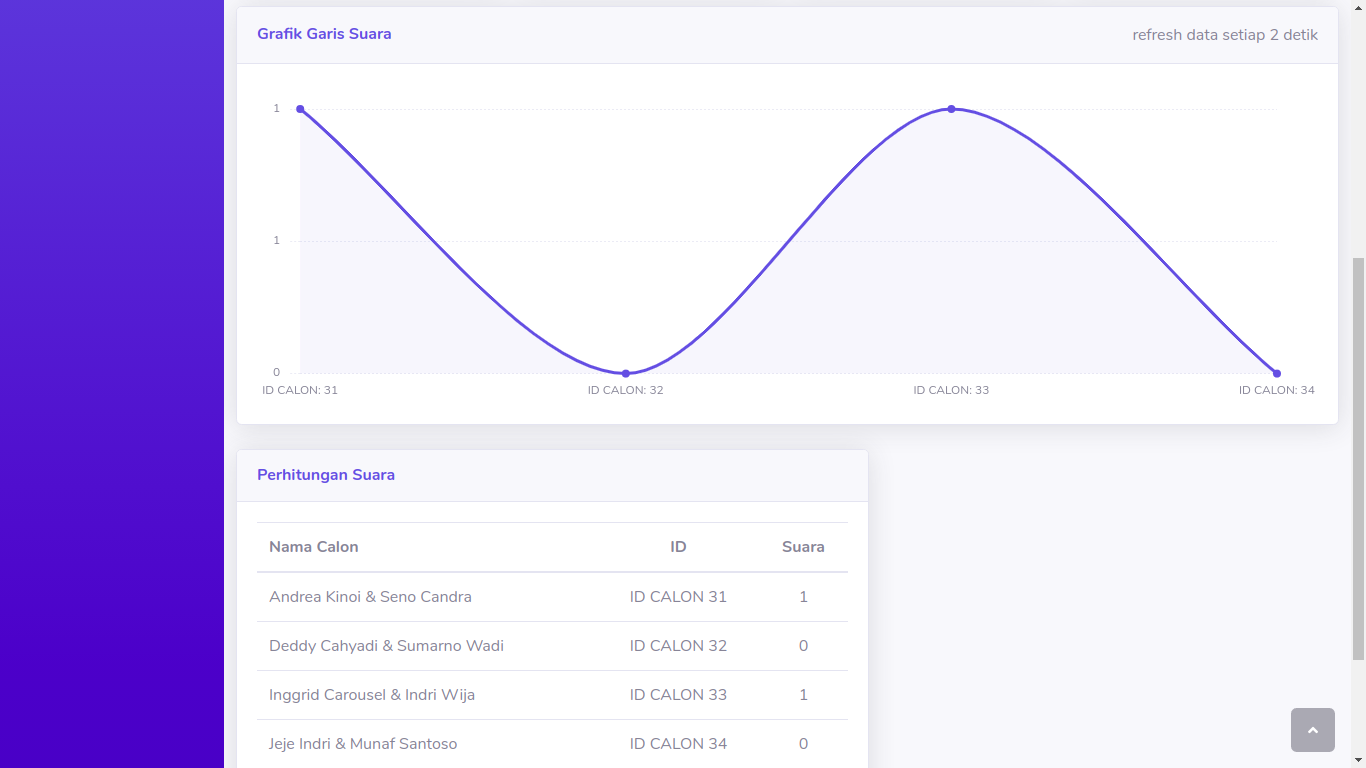 Grafik Garis Suara
refresh data setiap 2 detik
1
1
0
ID CALON: 31 ID CALON: 32 ID CALON: 33 ID CALON: 34
Perhitungan Suara
Nama Calon ID Suara
Andrea Kinoi & Seno Candra ID CALON 31 1
Deddy Cahyadi & Sumarno Wadi ID CALON 32 0
Inggrid Carousel & Indri Wija ID CALON 33 1
Jeje Indri & Munaf Santoso ID CALON 34 0